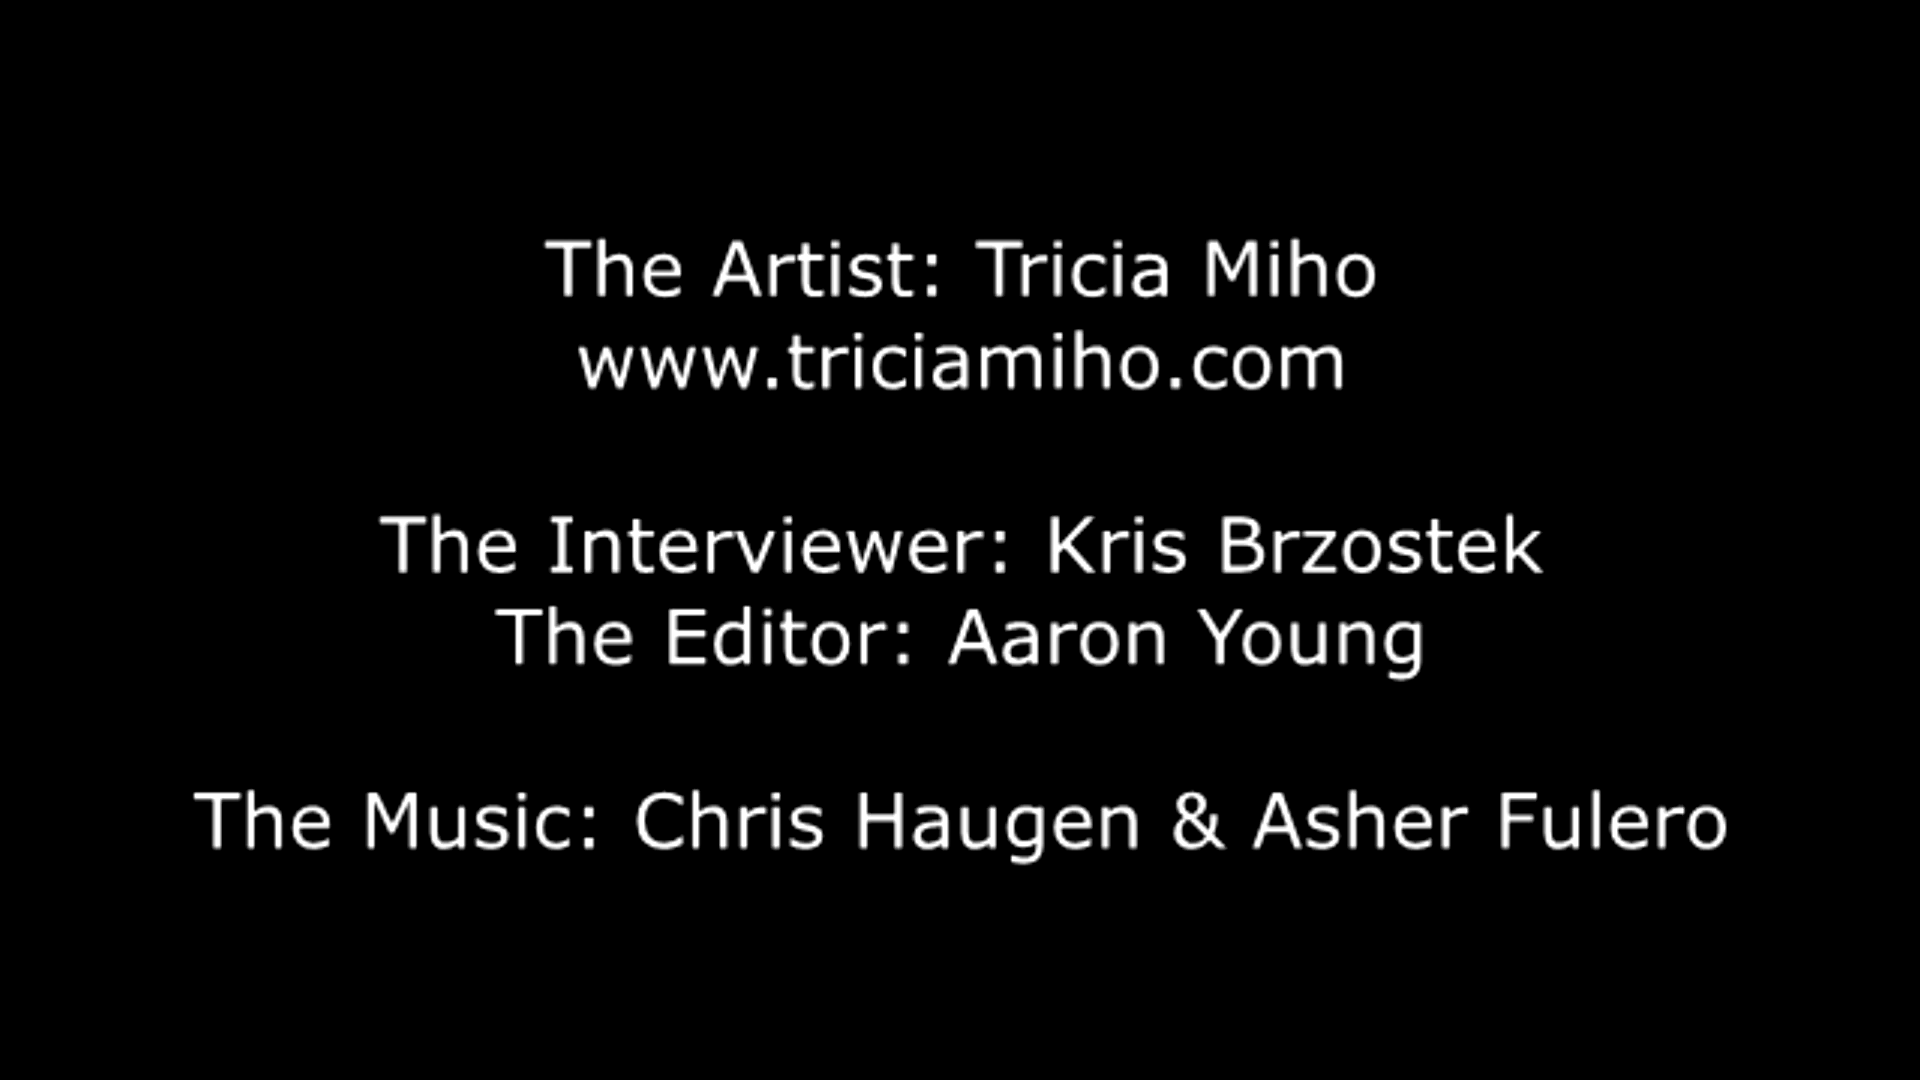 The Artist: Tricia Miho
www.triciamiho.com
The Interviewer: Kris Brzostek
The Editor: Aaron Young
The Music: Chris Haugen & Asher Fulero